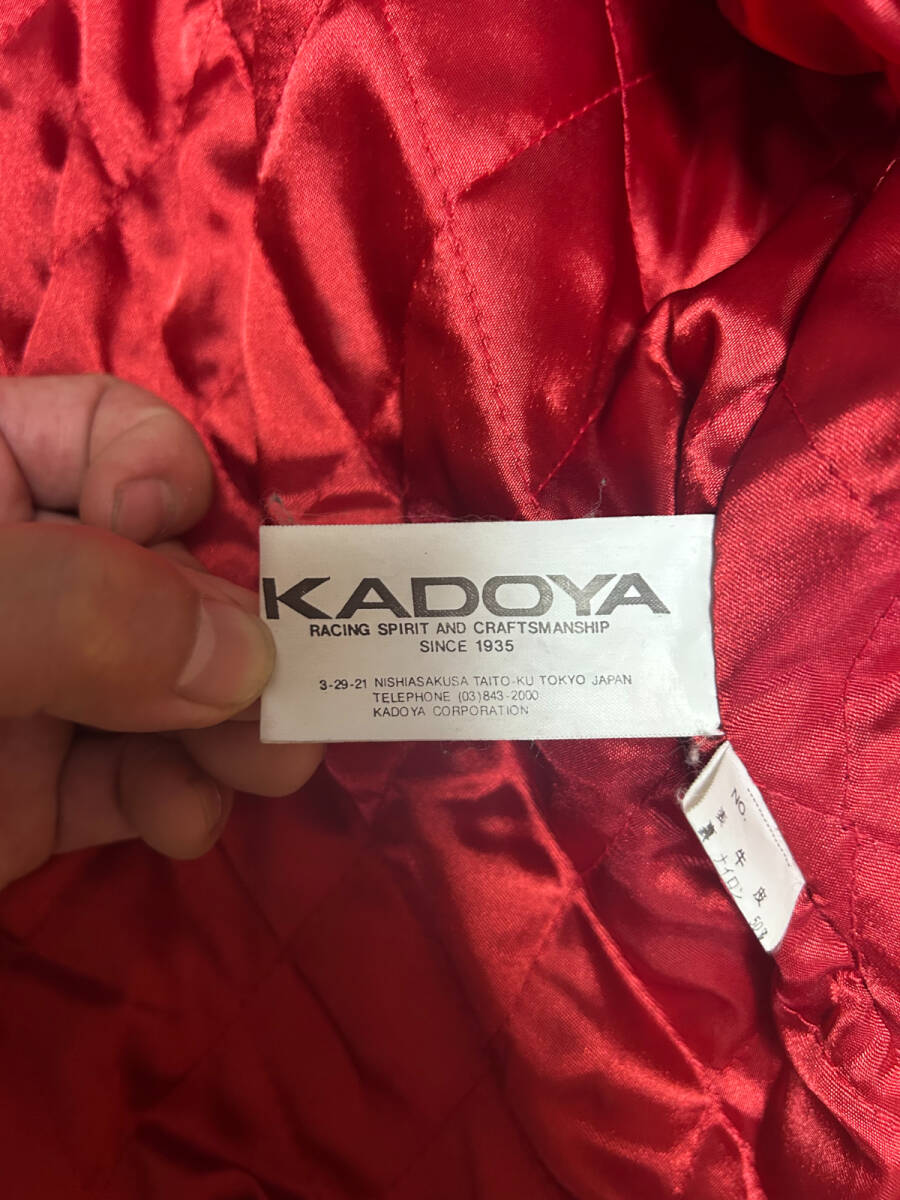 KADOYA
RACING SPIRIT AND CRAFTSMANSHIP
SINCE 1935
3-29-21 NISHIASAKUSA TAITO-KU TOKYO JAPAN
TELEPHONE (03)843-2000
KADOYA CORPORATION
NO.
牛皮
ナイロン